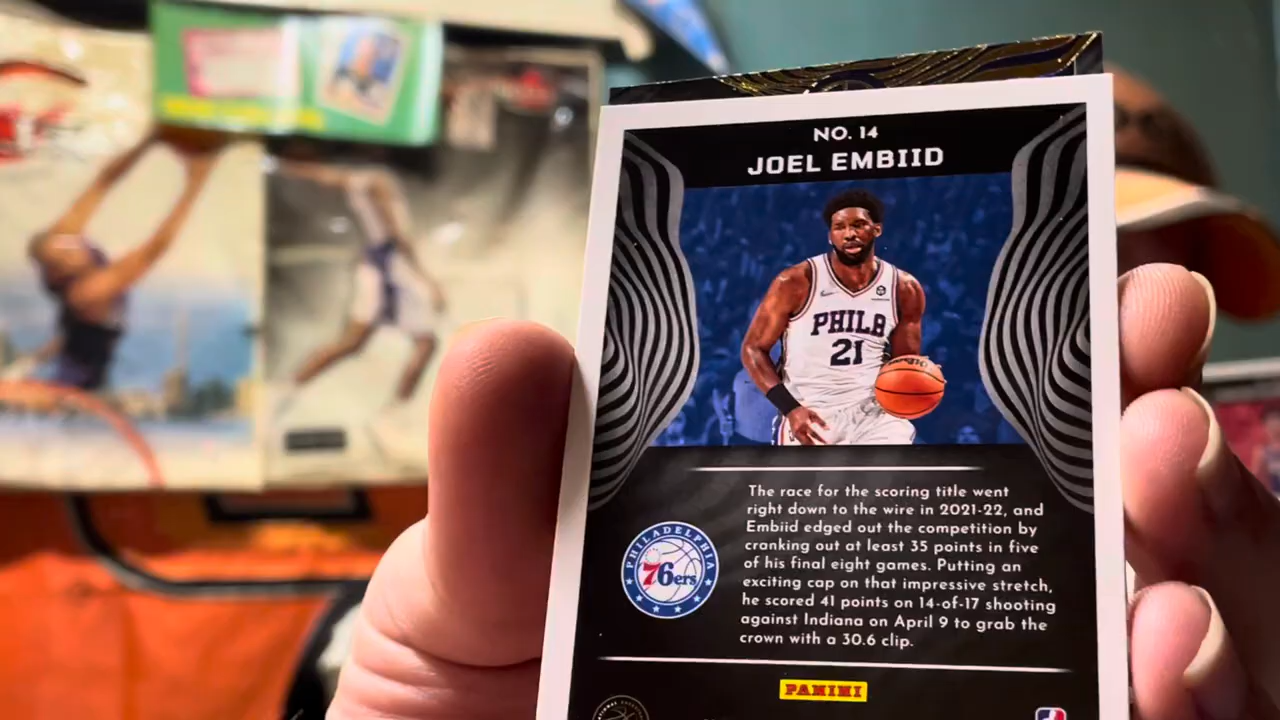 NO. 14
JOEL EMBIID
PHILA
21
The race for the scoring title went
right down to the wire in 2021-22, and
Embiid edged out the competition by
cranking out at least 35 points in five
of his final eight games. Putting an
exciting cap on that impressive stretch,
he scored 41 points on 14-of-17 shooting
against Indiana on April 9 to grab the
crown with a 30.6 clip.
PHILADELPHIA
76ers
PANINI